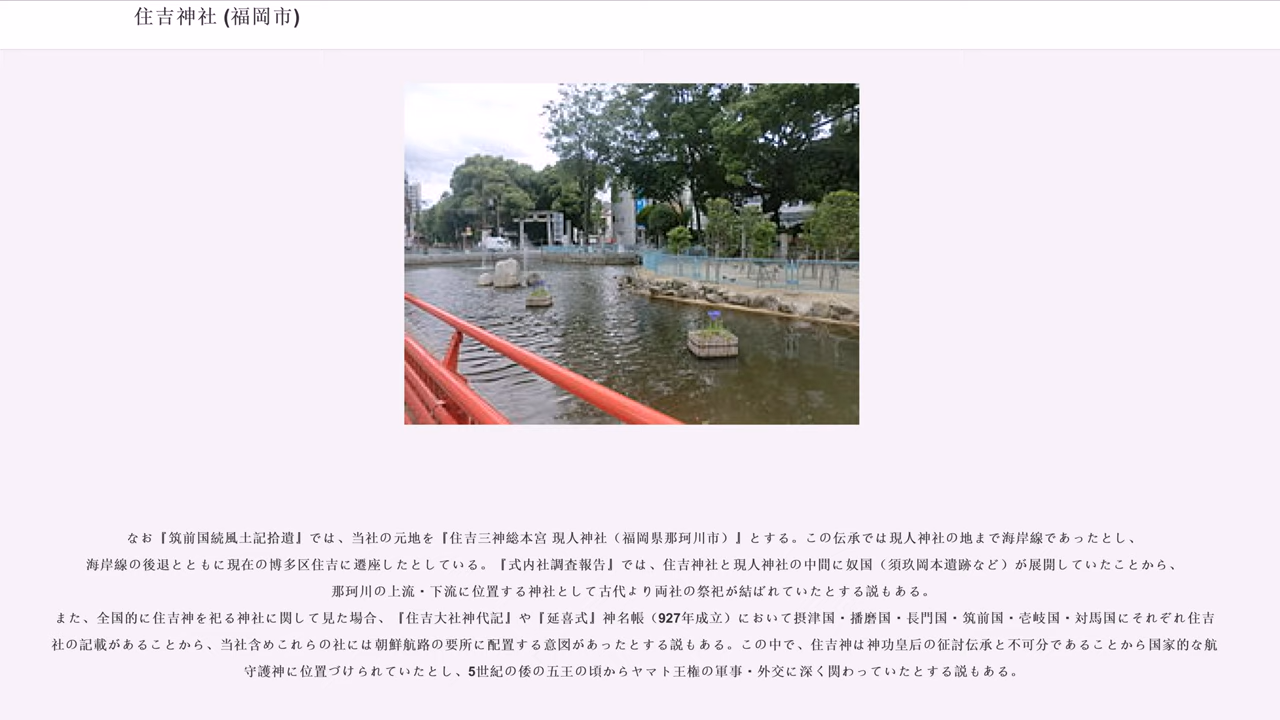 住吉神社 (福岡市)
なお『筑前国続風土記拾遺』では、当社の元地を『住吉三神総本宮 現人神社（福岡県那珂川市）』とする。この伝承では現人神社の地まで海岸線であったとし、
海岸線の後退とともに現在の博多区住吉に遷座したとしている。『式内社調査報告』では、住吉神社と現人神社の中間に奴国（須玖岡本遺跡など）が展開していたことから、
那珂川の上流・下流に位置する神社として古代より両社の祭祀が結ばれていたとする説もある。
また、全国的に住吉神を祀る神社に関して見た場合、『住吉大社神代記』や『延喜式』神名帳（927年成立）において摂津国・播磨国・長門国・筑前国・壱岐国・対馬国にそれぞれ住吉
社の記載があることから、当社含めこれらの社には朝鮮航路の要所に配置する意図があったとする説もある。この中で、住吉神は神功皇后の征討伝承と不可分であることから国家的な航
守護神に位置づけられていたとし、5世紀の倭の五王の頃からヤマト王権の軍事・外交に深く関わっていたとする説もある。